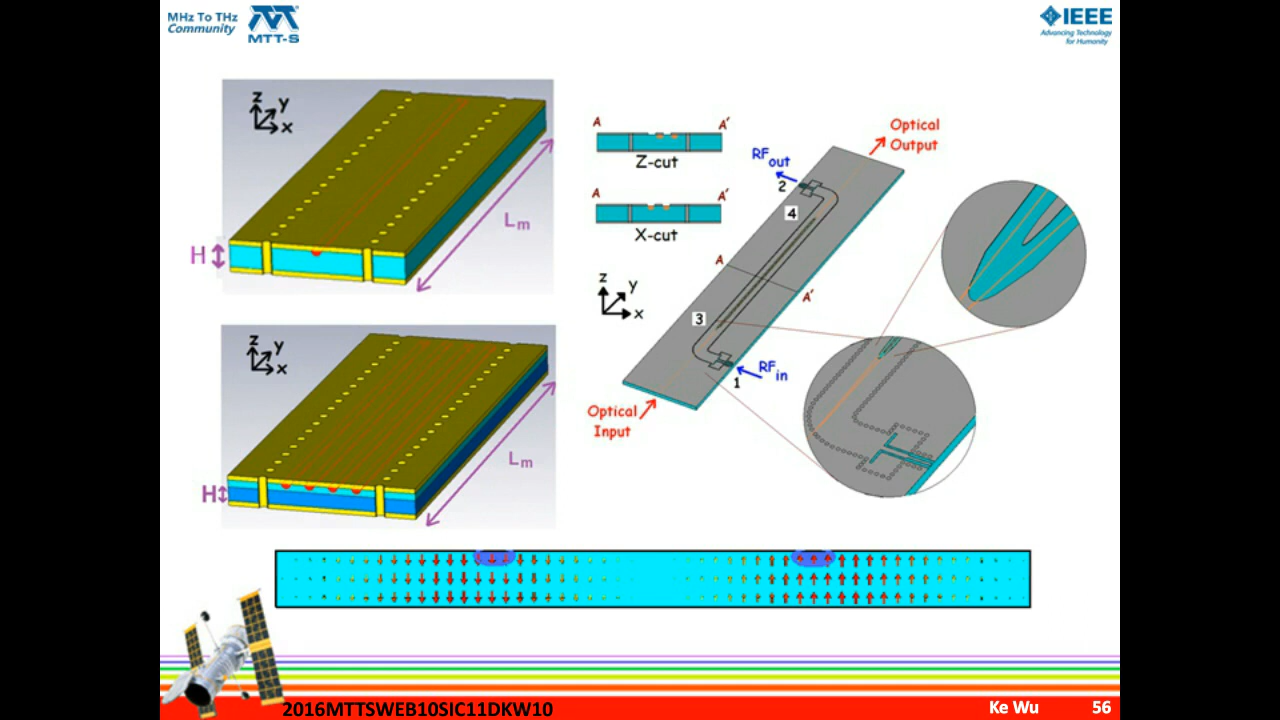 MHz To THz
Community
MTT-S
IEEE
Advancing Technology
for Humanity
z
y
x
H
Lm
z
y
x
H
Lm
A
A'
Z-cut
A
A'
X-cut
z
y
x
Optical
Output
RFout
2
4
A
A'
3
RFin
1
Optical
Input
2016MTTSWEB10SIC11DKW10
Ke Wu
56